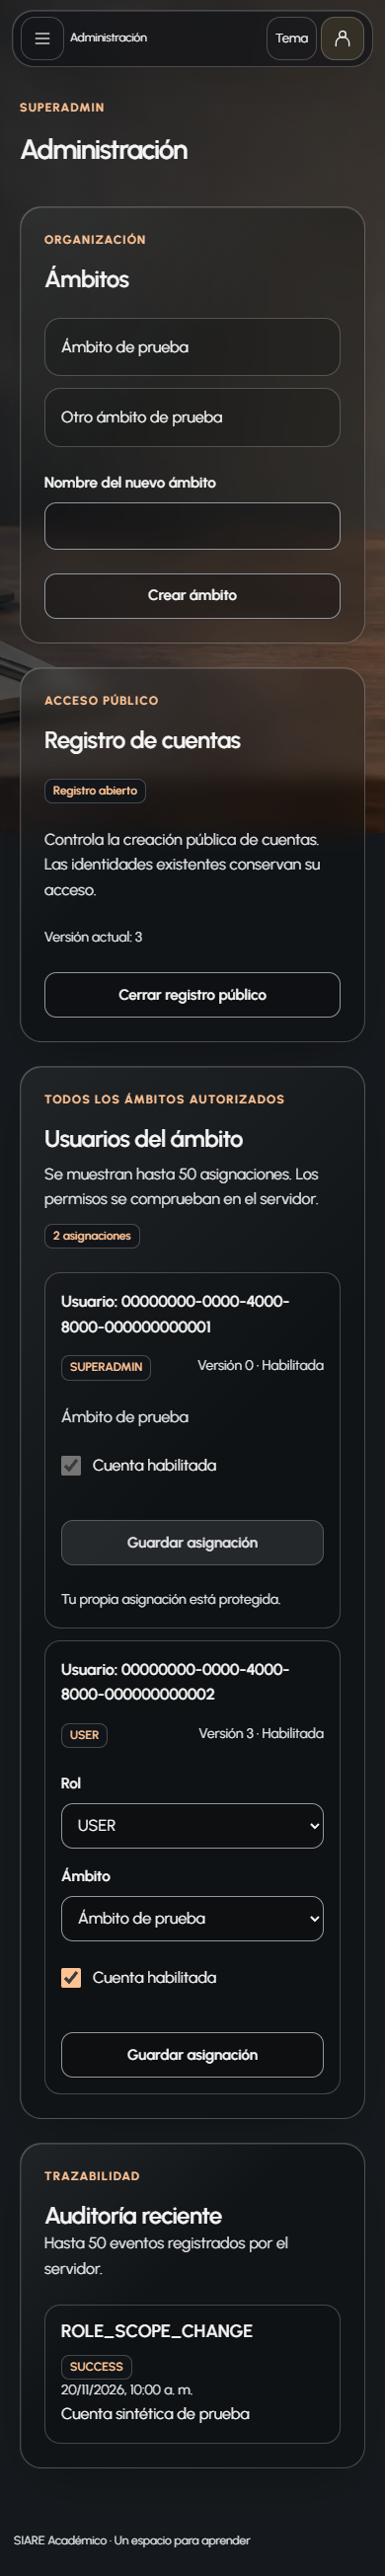 Administración
Tema
SUPERADMIN
Administración
ORGANIZACIÓN
Ámbitos
Ámbito de prueba
Otro ámbito de prueba
Nombre del nuevo ámbito
Crear ámbito
ACCESO PÚBLICO
Registro de cuentas
Registro abierto
Controla la creación pública de cuentas.
Las identidades existentes conservan su
acceso.
Versión actual: 3
Cerrar registro público
TODOS LOS ÁMBITOS AUTORIZADOS
Usuarios del ámbito
Se muestran hasta 50 asignaciones. Los
permisos se comprueban en el servidor.
2 asignaciones
Usuario: 00000000-0000-4000-
8000-000000000001
SUPERADMIN
Versión 0 · Habilitada
Ámbito de prueba
Cuenta habilitada
Guardar asignación
Tu propia asignación está protegida.
Usuario: 00000000-0000-4000-
8000-000000000002
USER
Versión 3 · Habilitada
Rol
USER
Ámbito
Ámbito de prueba
Cuenta habilitada
Guardar asignación
TRAZABILIDAD
Auditoría reciente
Hasta 50 eventos registrados por el
servidor.
ROLE_SCOPE_CHANGE
SUCCESS
20/11/2026, 10:00 a. m.
Cuenta sintética de prueba
SIARE Académico · Un espacio para aprender